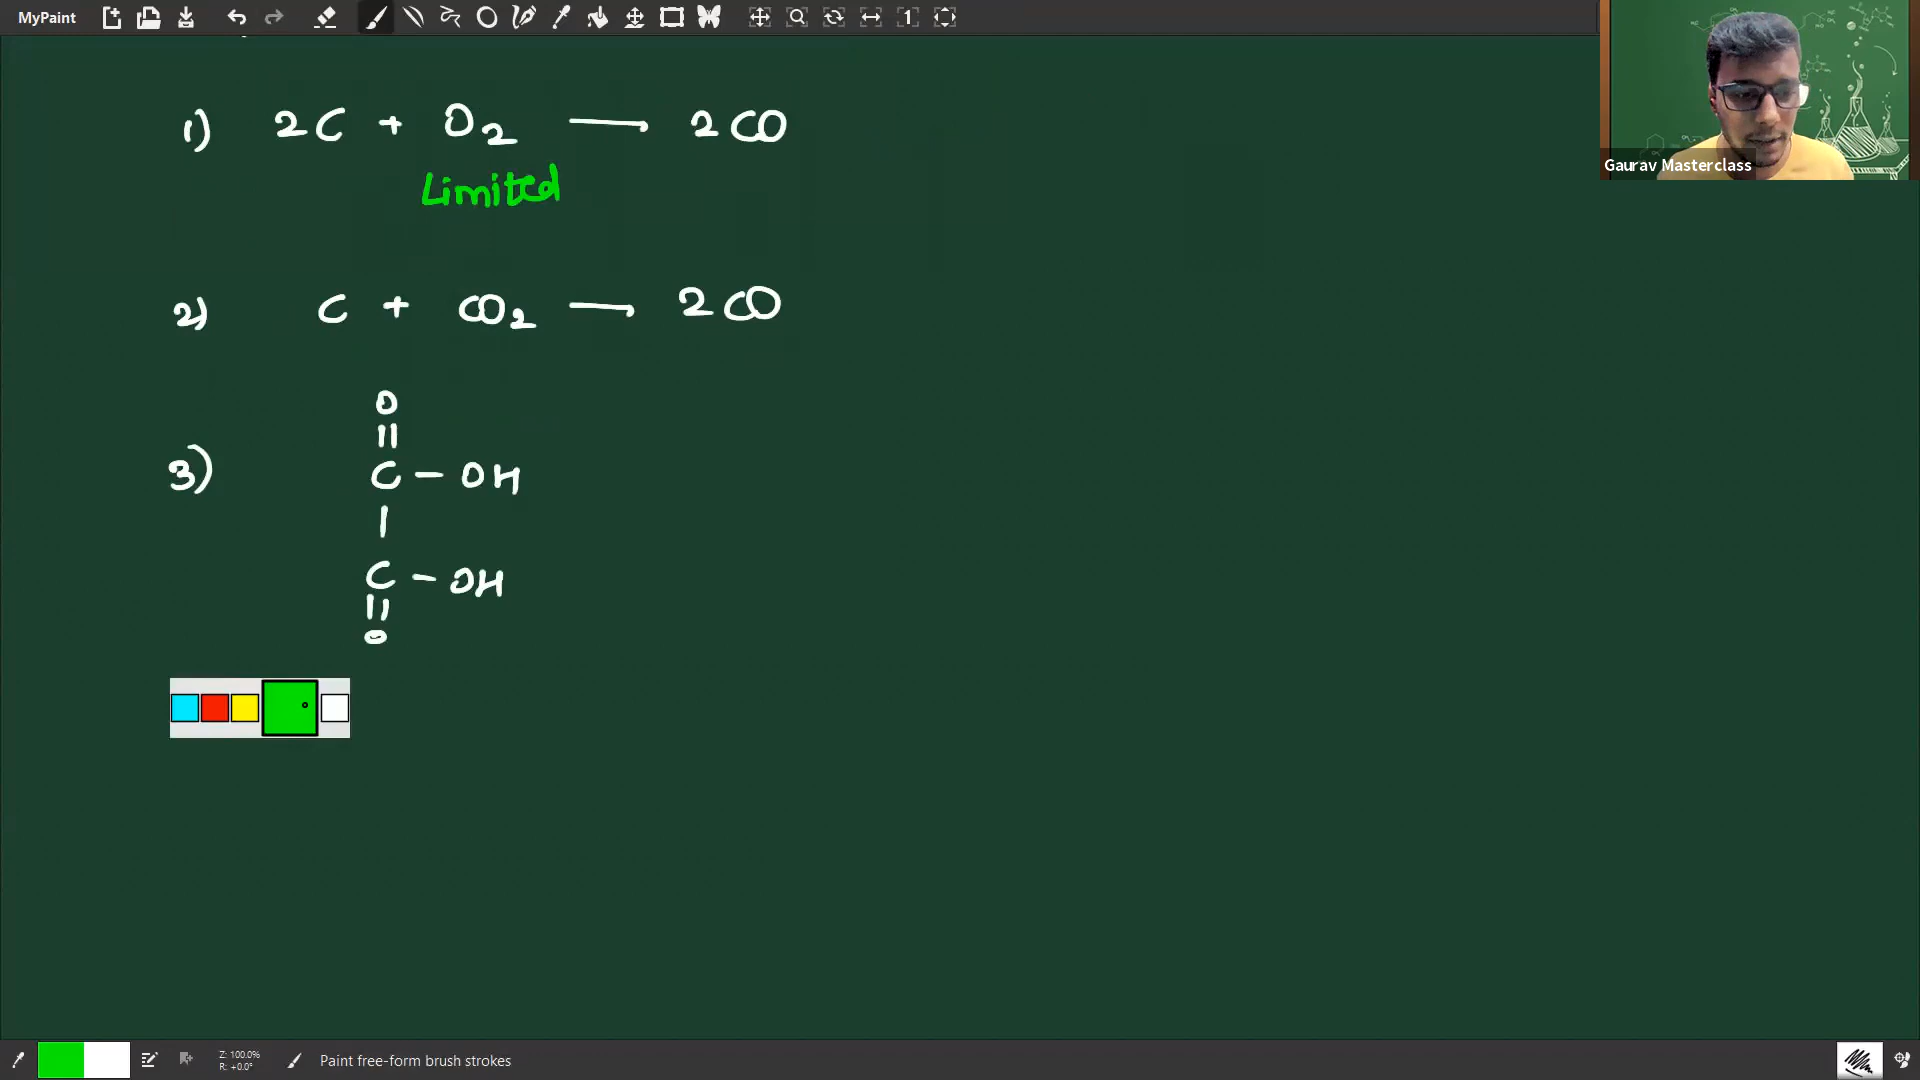 MyPaint
1
Gaurav Masterclass
1) 2C + O2 → 2CO
Limited
2) C + CO2 → 2CO
O
||
3) C - OH
|
C - OH
||
O
Z: 100.0%
R: +0.0°
Paint free-form brush strokes